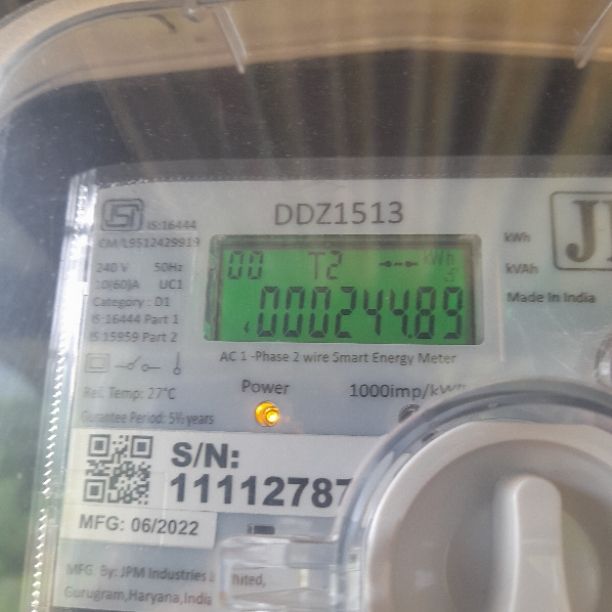 DDZ1513
IS:16444
CM/L9512429919
240 V 50Hz
10(60)A UC1
Category : D1
IS:16444 Part 1
IS 15959 Part 2
00 T2 kWh
000244.89
kWh
kVAh
Made In India
AC 1 -Phase 2 wire Smart Energy Meter
Ref. Temp: 27°C
Power
1000imp/kWh
Gurantee Period: 5½ years
S/N:
11112787
MFG: 06/2022
MFG By: JPM Industries
Gurugram,Haryana,India